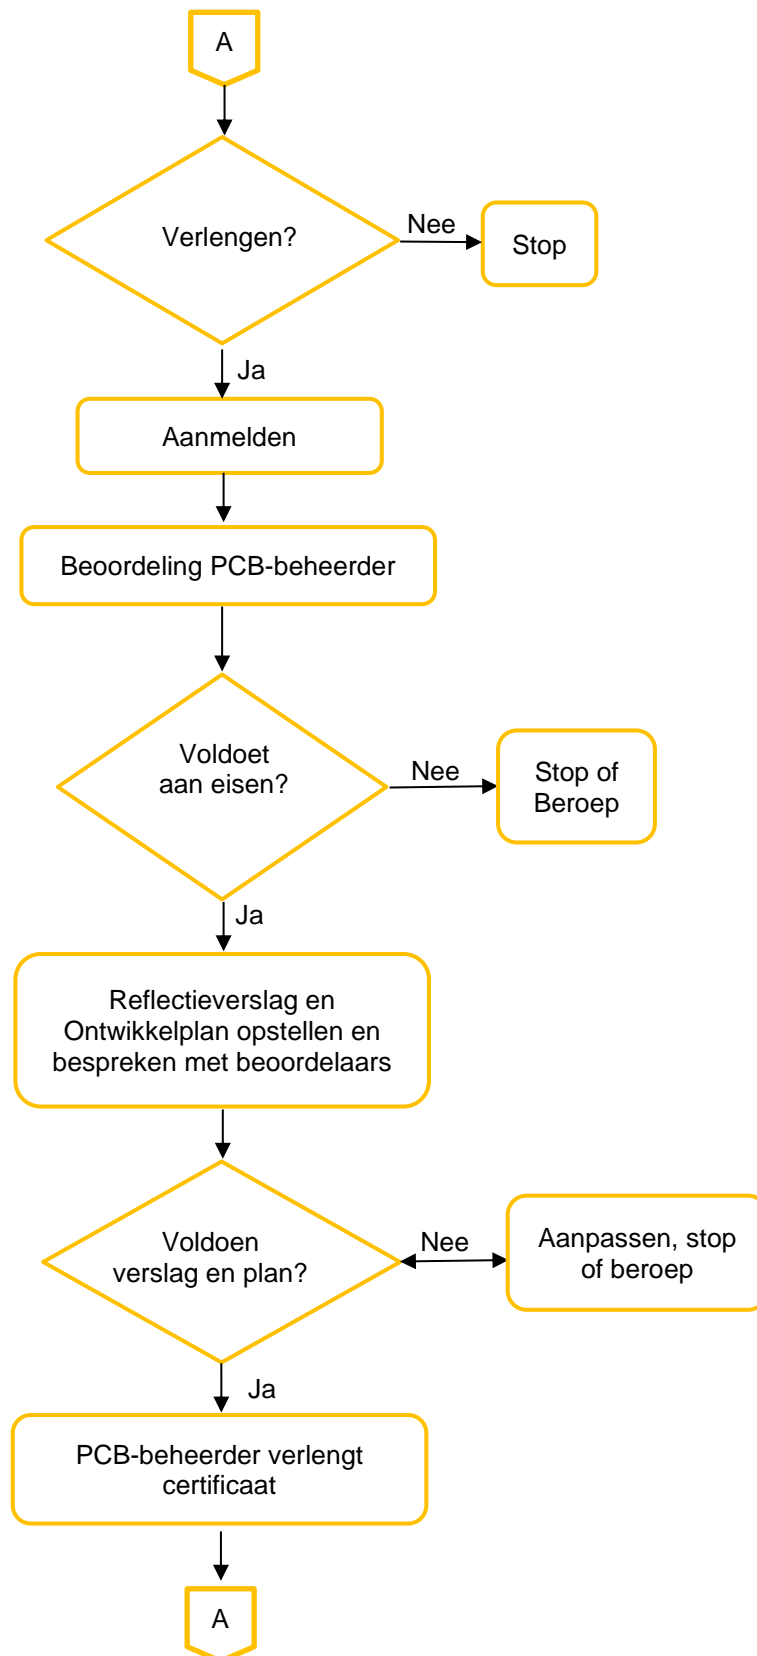 A
Verlengen?
Nee
Stop
Ja
Aanmelden
Beoordeling PCB-beheerder
Voldoet
aan eisen?
Nee
Stop of
Beroep
Ja
Reflectieverslag en
Ontwikkelplan opstellen en
bespreken met beoordelaars
Voldoen
verslag en plan?
Nee
Aanpassen, stop
of beroep
Ja
PCB-beheerder verlengt
certificaat
A